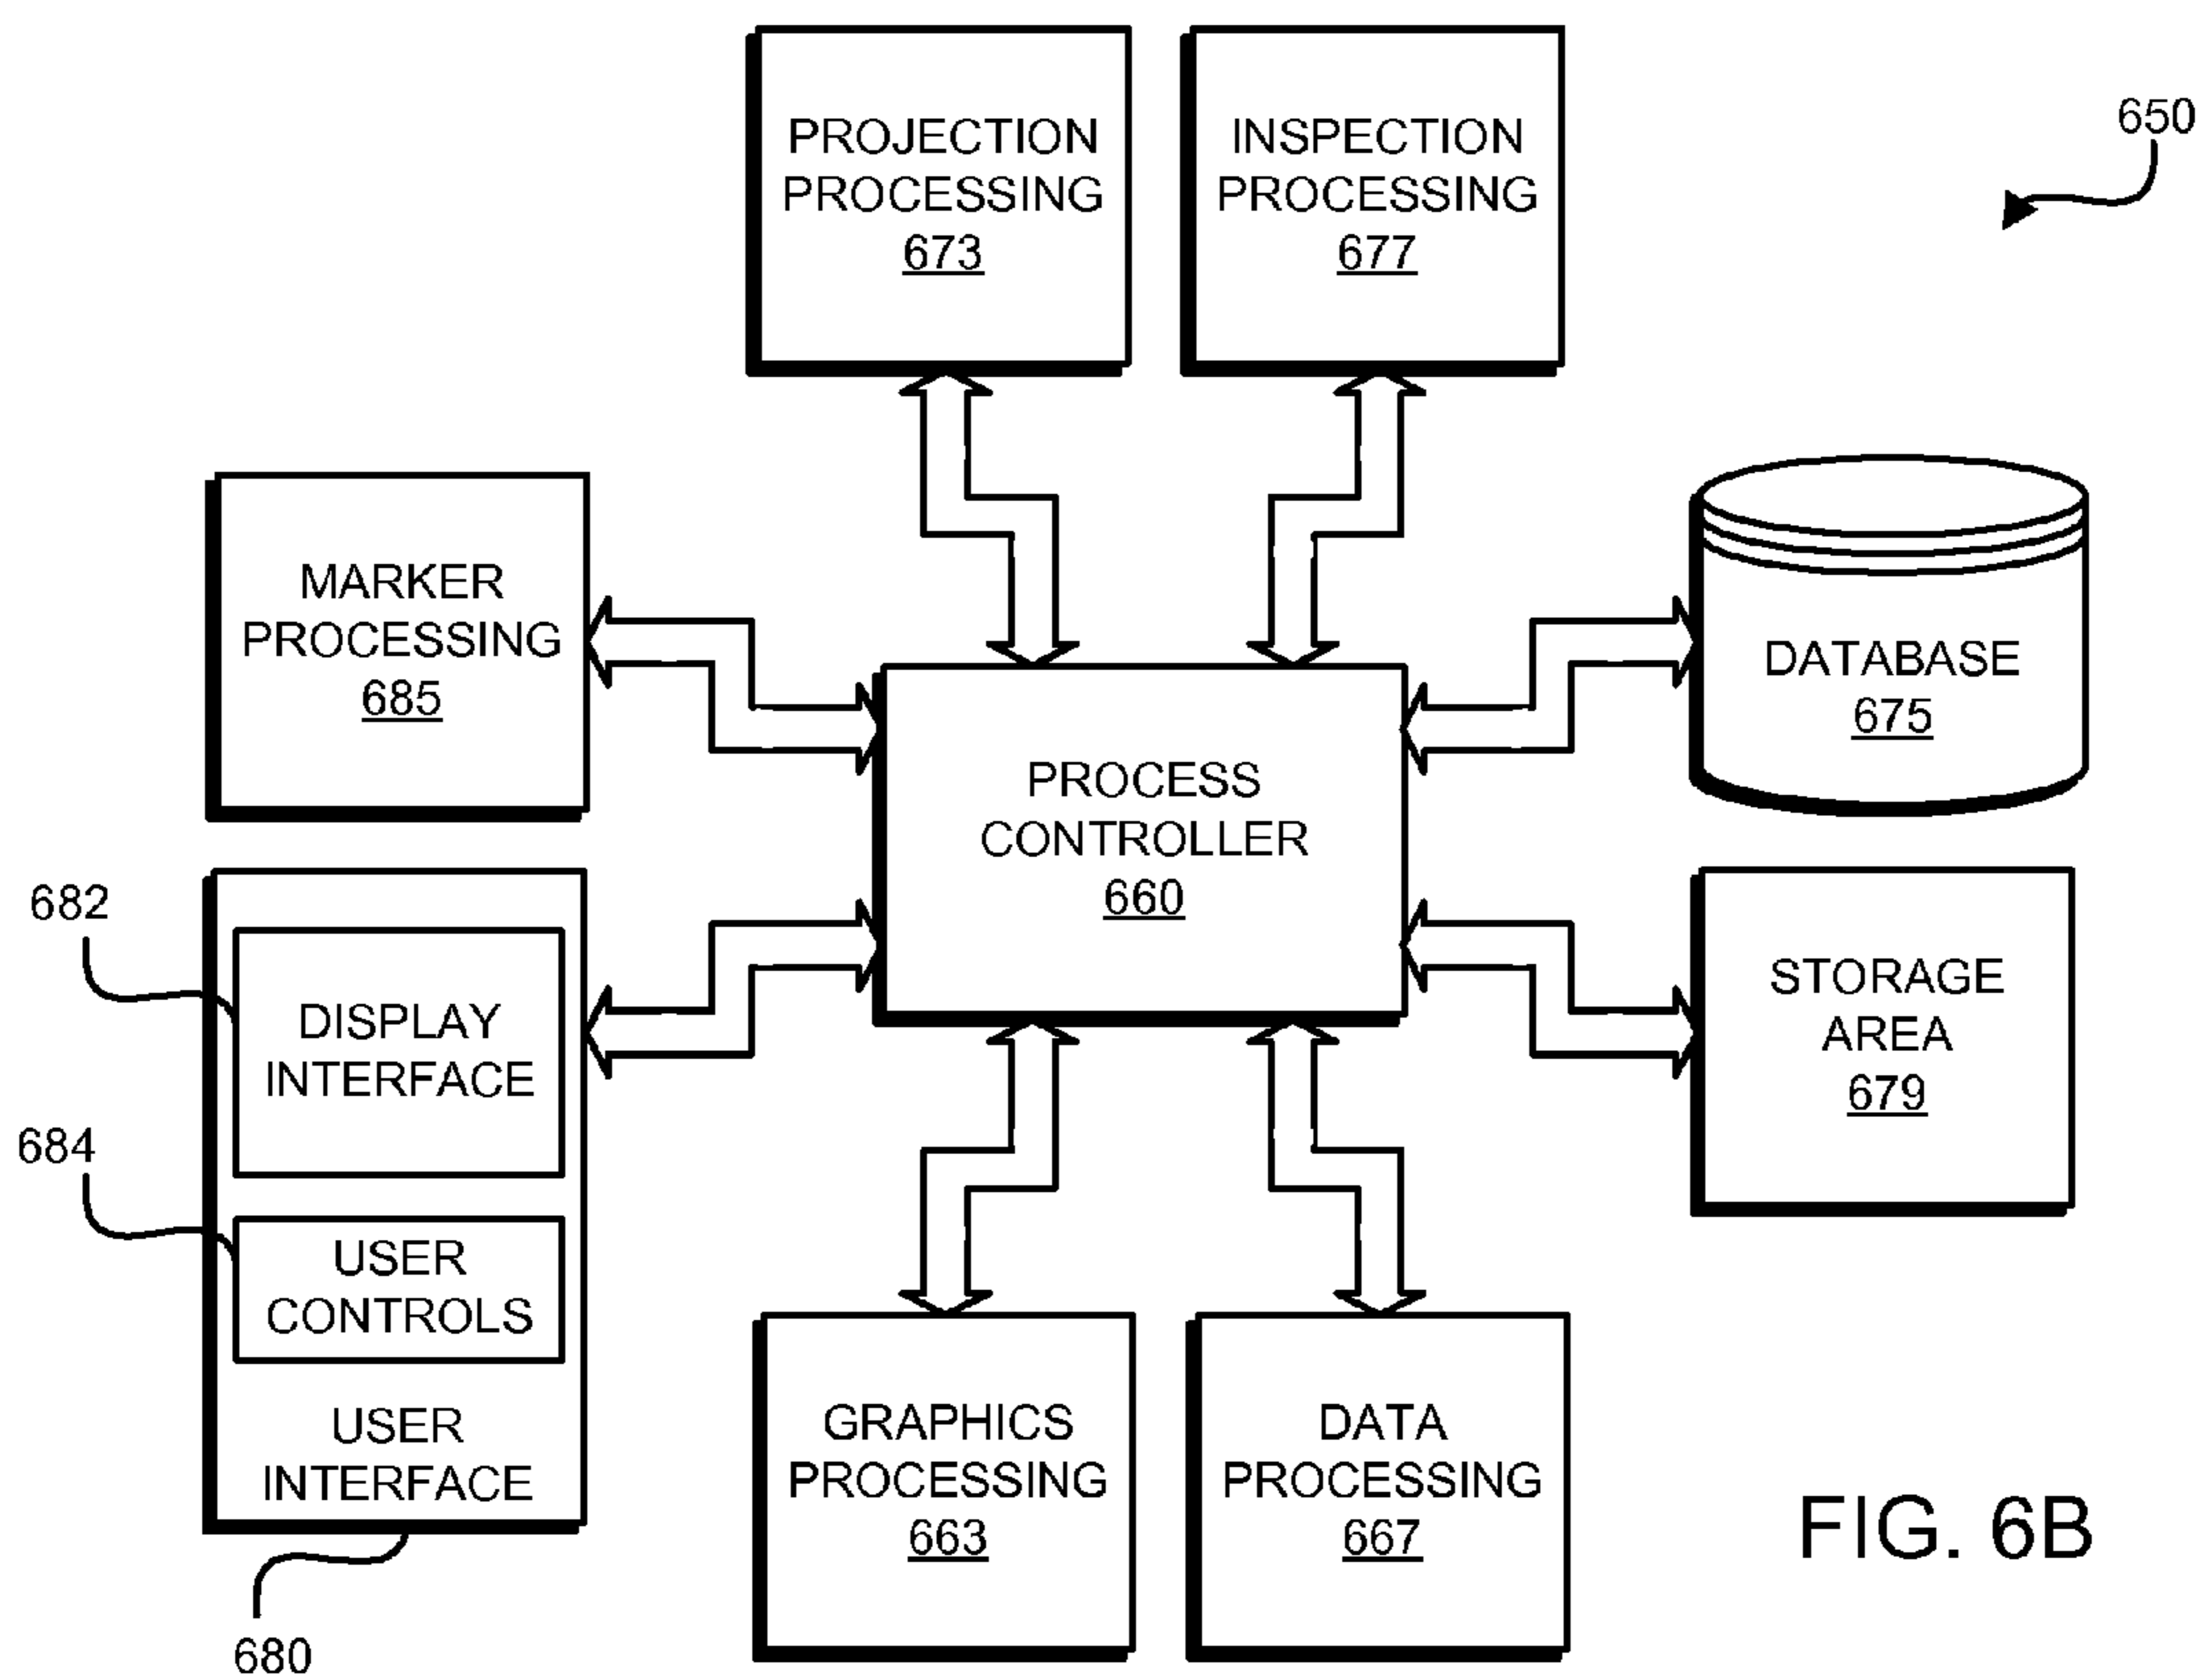 PROJECTION
PROCESSING
673
INSPECTION
PROCESSING
677
650
MARKER
PROCESSING
685
DATABASE
675
PROCESS
CONTROLLER
660
682
DISPLAY
INTERFACE
684
USER
CONTROLS
USER
INTERFACE
680
STORAGE
AREA
679
GRAPHICS
PROCESSING
663
DATA
PROCESSING
667
FIG. 6B